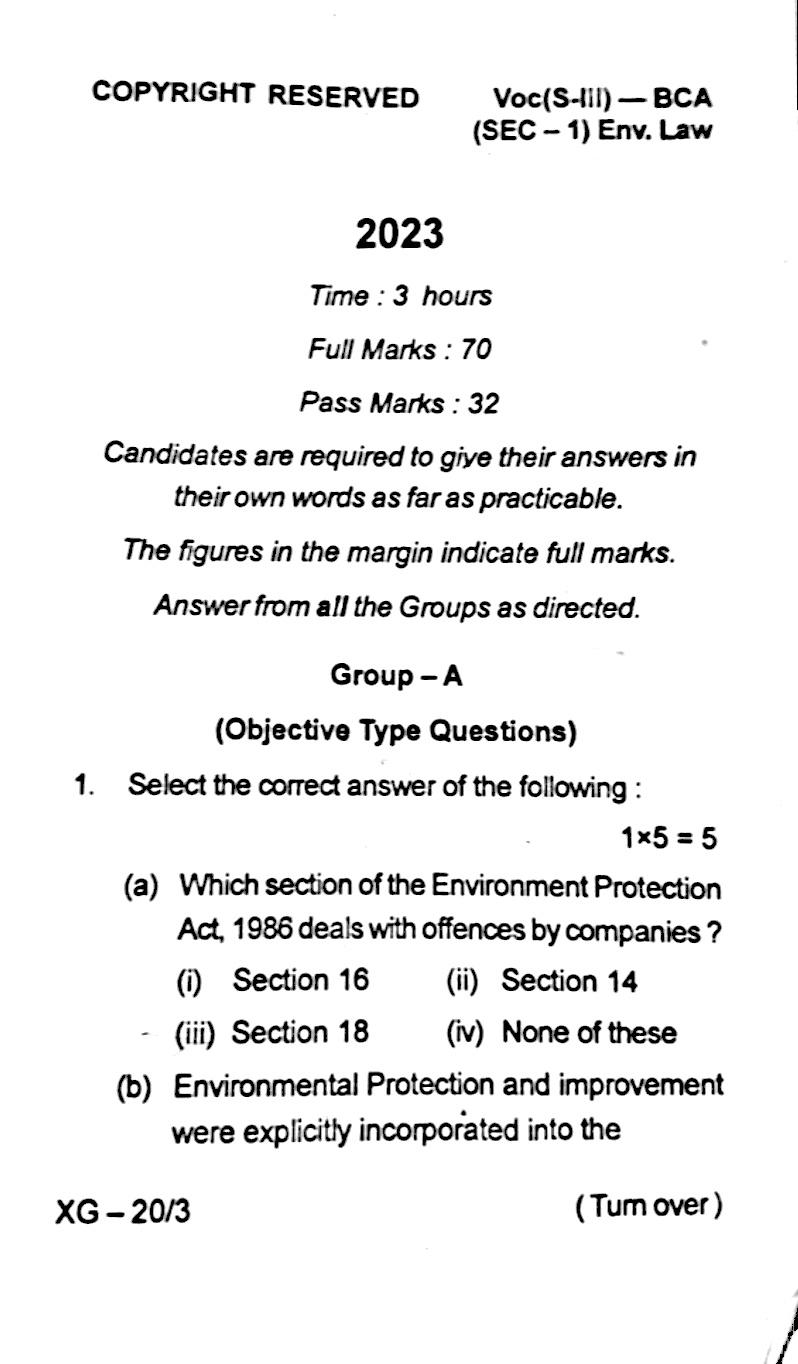 COPYRIGHT RESERVED Voc(S-III) — BCA
(SEC – 1) Env. Law
2023
Time : 3 hours
Full Marks : 70
Pass Marks : 32
Candidates are required to give their answers in
their own words as far as practicable.
The figures in the margin indicate full marks.
Answer from all the Groups as directed.
Group – A
(Objective Type Questions)
1. Select the correct answer of the following :
1×5 = 5
(a) Which section of the Environment Protection
Act, 1986 deals with offences by companies ?
(i) Section 16 (ii) Section 14
(iii) Section 18 (iv) None of these
(b) Environmental Protection and improvement
were explicitly incorporated into the
XG – 20/3 ( Turn over )